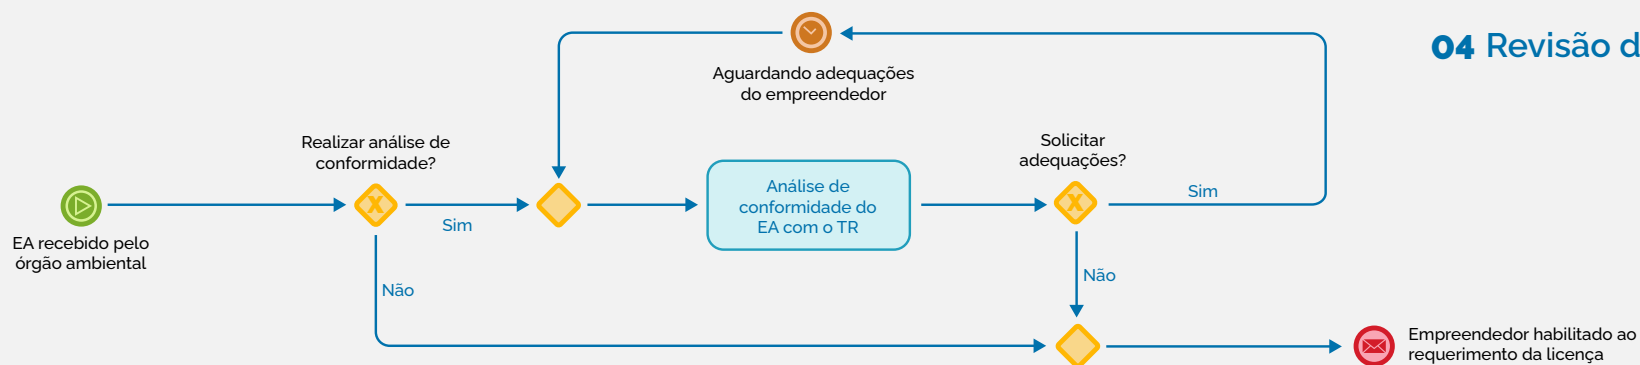 04 Revisão d
Aguardando adequações
do empreendedor
Realizar análise de
conformidade?
Solicitar
adequações?
Análise de
conformidade do
EA com o TR
Sim
Sim
EA recebido pelo
órgão ambiental
Não
Não
Empreendedor habilitado ao
requerimento da licença